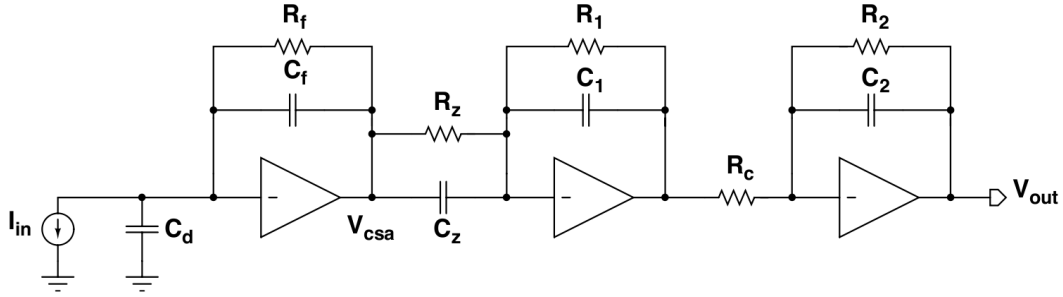 R_f
C_f
R_z
R_1
C_1
R_c
R_2
C_2
I_in
C_d
−
V_csa
C_z
−
−
V_out